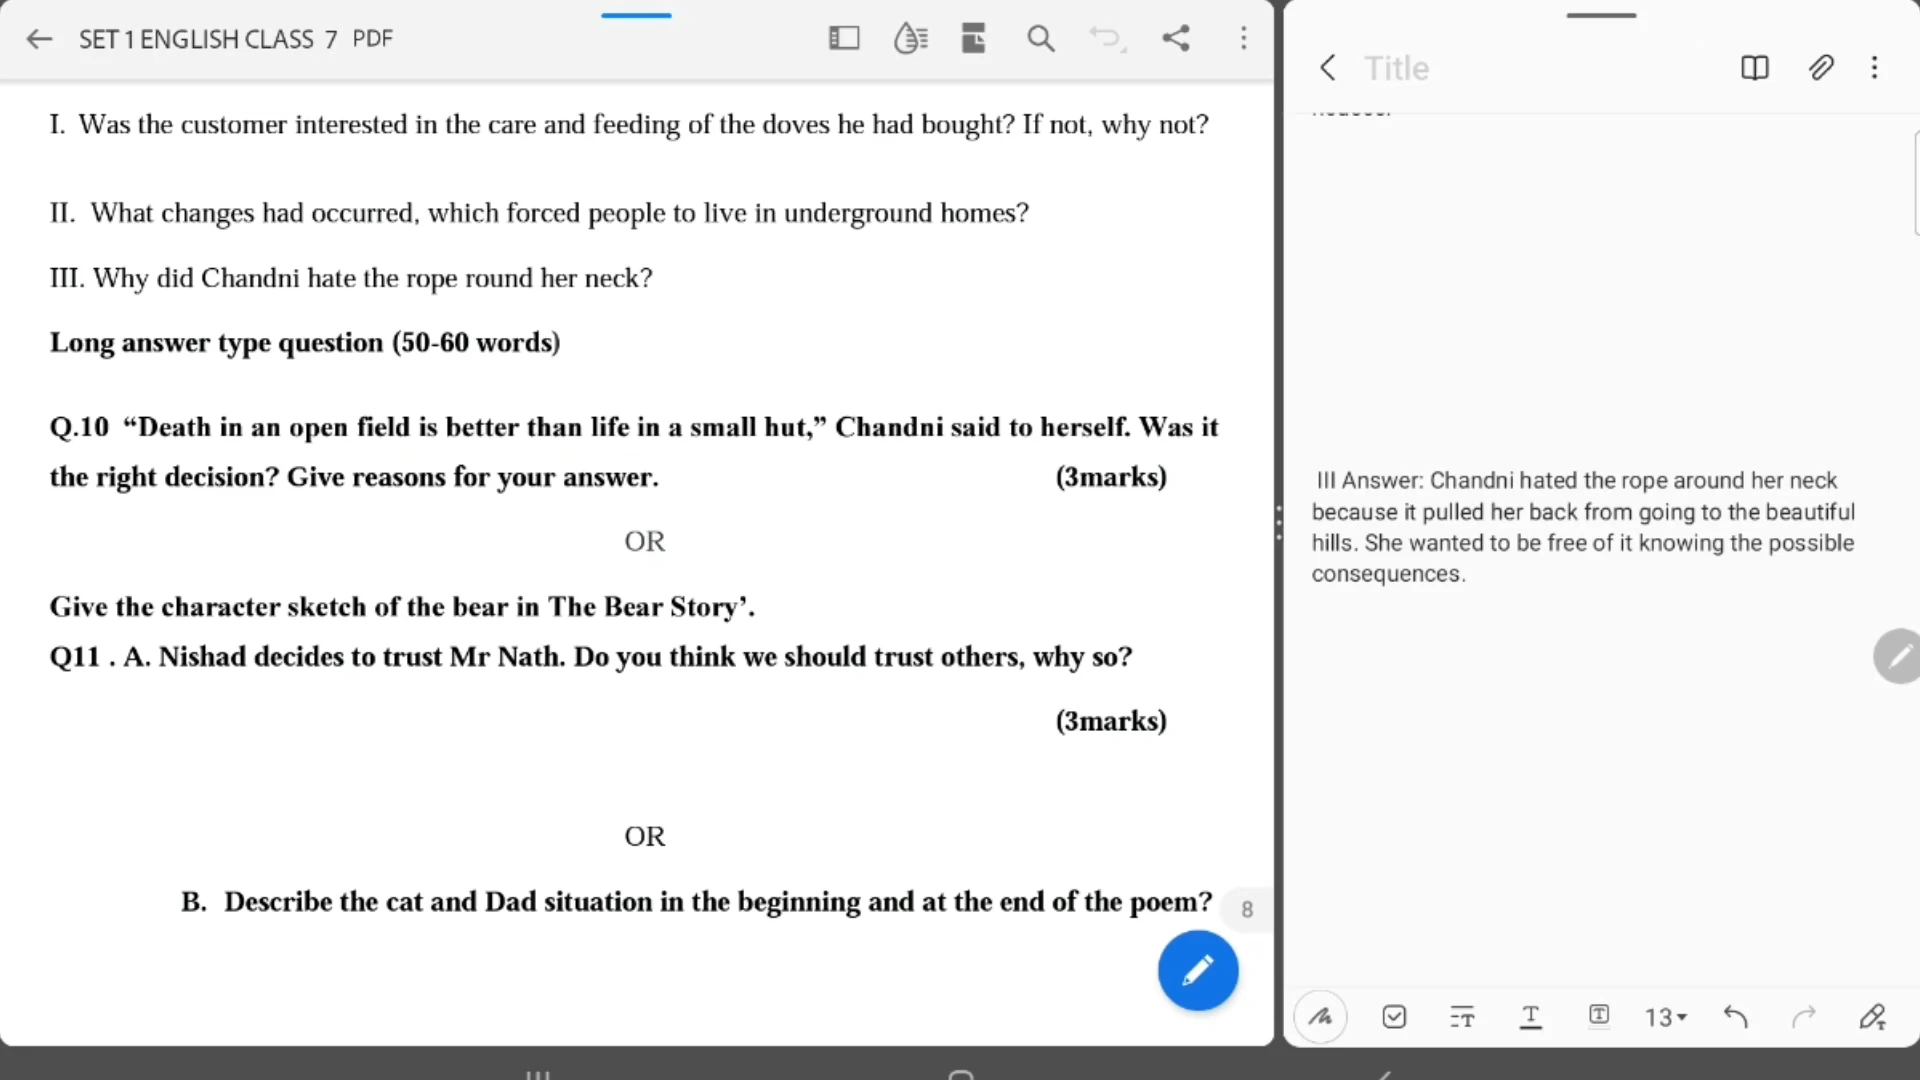 SET 1 ENGLISH CLASS 7 PDF
I. Was the customer interested in the care and feeding of the doves he had bought? If not, why not?
II. What changes had occurred, which forced people to live in underground homes?
III. Why did Chandni hate the rope round her neck?
Long answer type question (50-60 words)
Q.10 “Death in an open field is better than life in a small hut,” Chandni said to herself. Was it
the right decision? Give reasons for your answer. (3marks)
OR
Give the character sketch of the bear in The Bear Story’.
Q11 . A. Nishad decides to trust Mr Nath. Do you think we should trust others, why so?
(3marks)
OR
B. Describe the cat and Dad situation in the beginning and at the end of the poem?
8
Title
III Answer: Chandni hated the rope around her neck
because it pulled her back from going to the beautiful
hills. She wanted to be free of it knowing the possible
consequences.
13